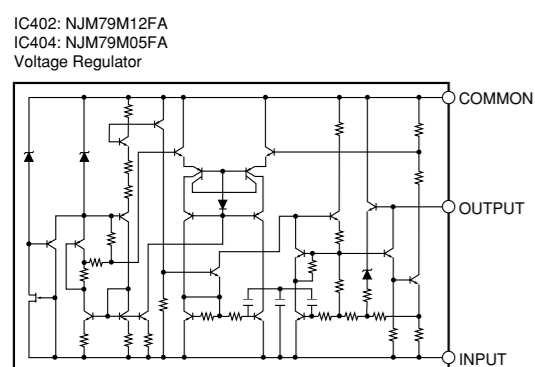 IC402: NJM79M12FA
IC404: NJM79M05FA
Voltage Regulator
COMMON
OUTPUT
INPUT